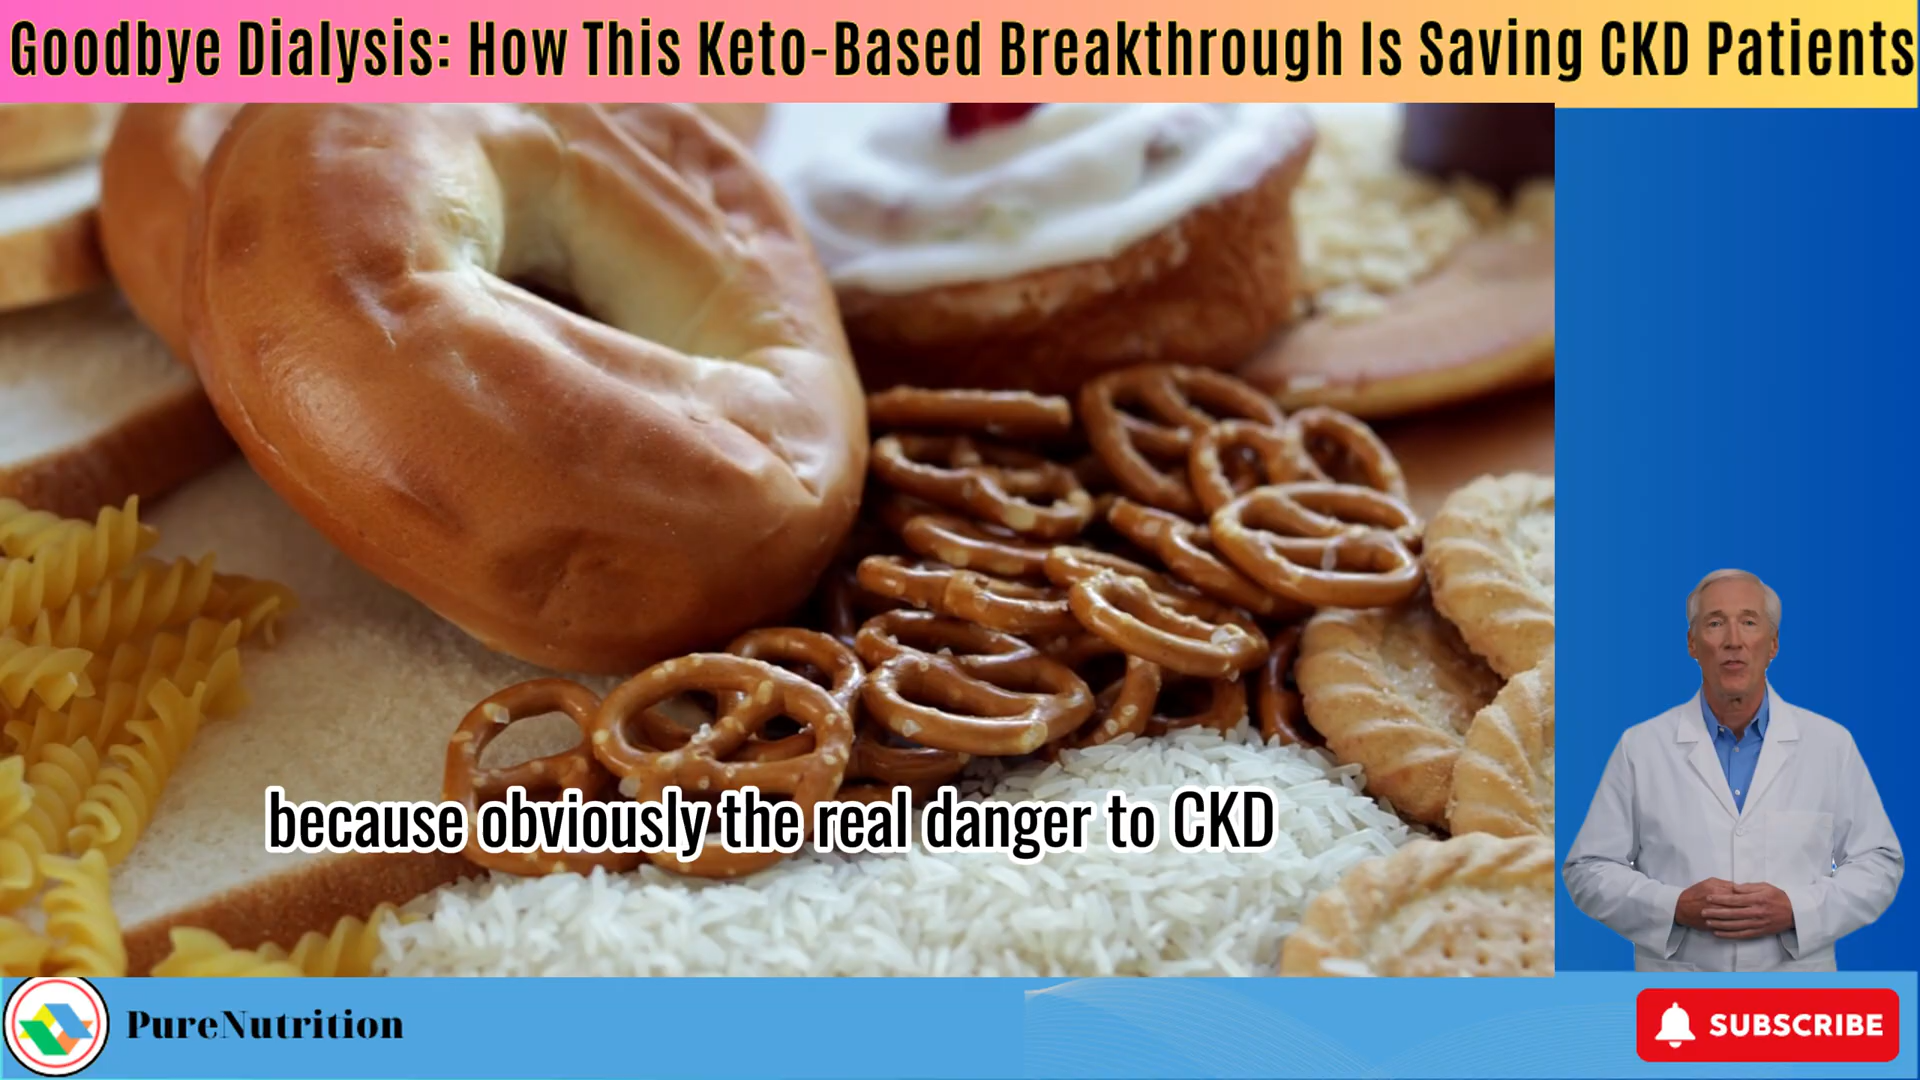 Goodbye Dialysis: How This Keto-Based Breakthrough Is Saving CKD Patients
because obviously the real danger to CKD
PureNutrition
SUBSCRIBE